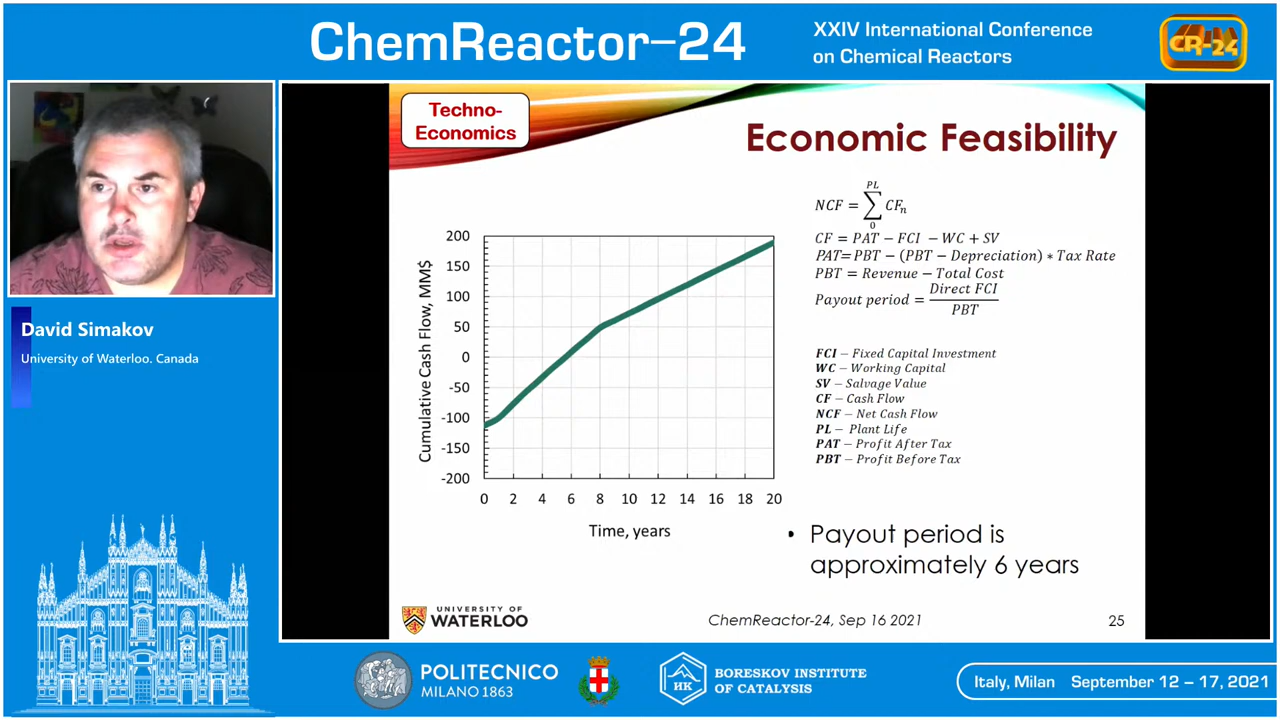 ChemReactor–24
XXIV International Conference
on Chemical Reactors
CR-24
David Simakov
University of Waterloo. Canada
Techno-
Economics
Economic Feasibility
NCF = ∑ CFₙ
PL
0
CF = PAT − FCI − WC + SV
PAT= PBT − (PBT − Depreciation) * Tax Rate
PBT = Revenue − Total Cost
Payout period = Direct FCI / PBT
FCI − Fixed Capital Investment
WC − Working Capital
SV − Salvage Value
CF − Cash Flow
NCF − Net Cash Flow
PL − Plant Life
PAT − Profit After Tax
PBT − Profit Before Tax
Cumulative Cash Flow, MM$
200
150
100
50
0
-50
-100
-150
-200
0 2 4 6 8 10 12 14 16 18 20
Time, years
• Payout period is
approximately 6 years
UNIVERSITY OF
WATERLOO
ChemReactor-24, Sep 16 2021
25
POLITECNICO
MILANO 1863
НК
BORESKOV INSTITUTE
OF CATALYSIS
Italy, Milan September 12 – 17, 2021